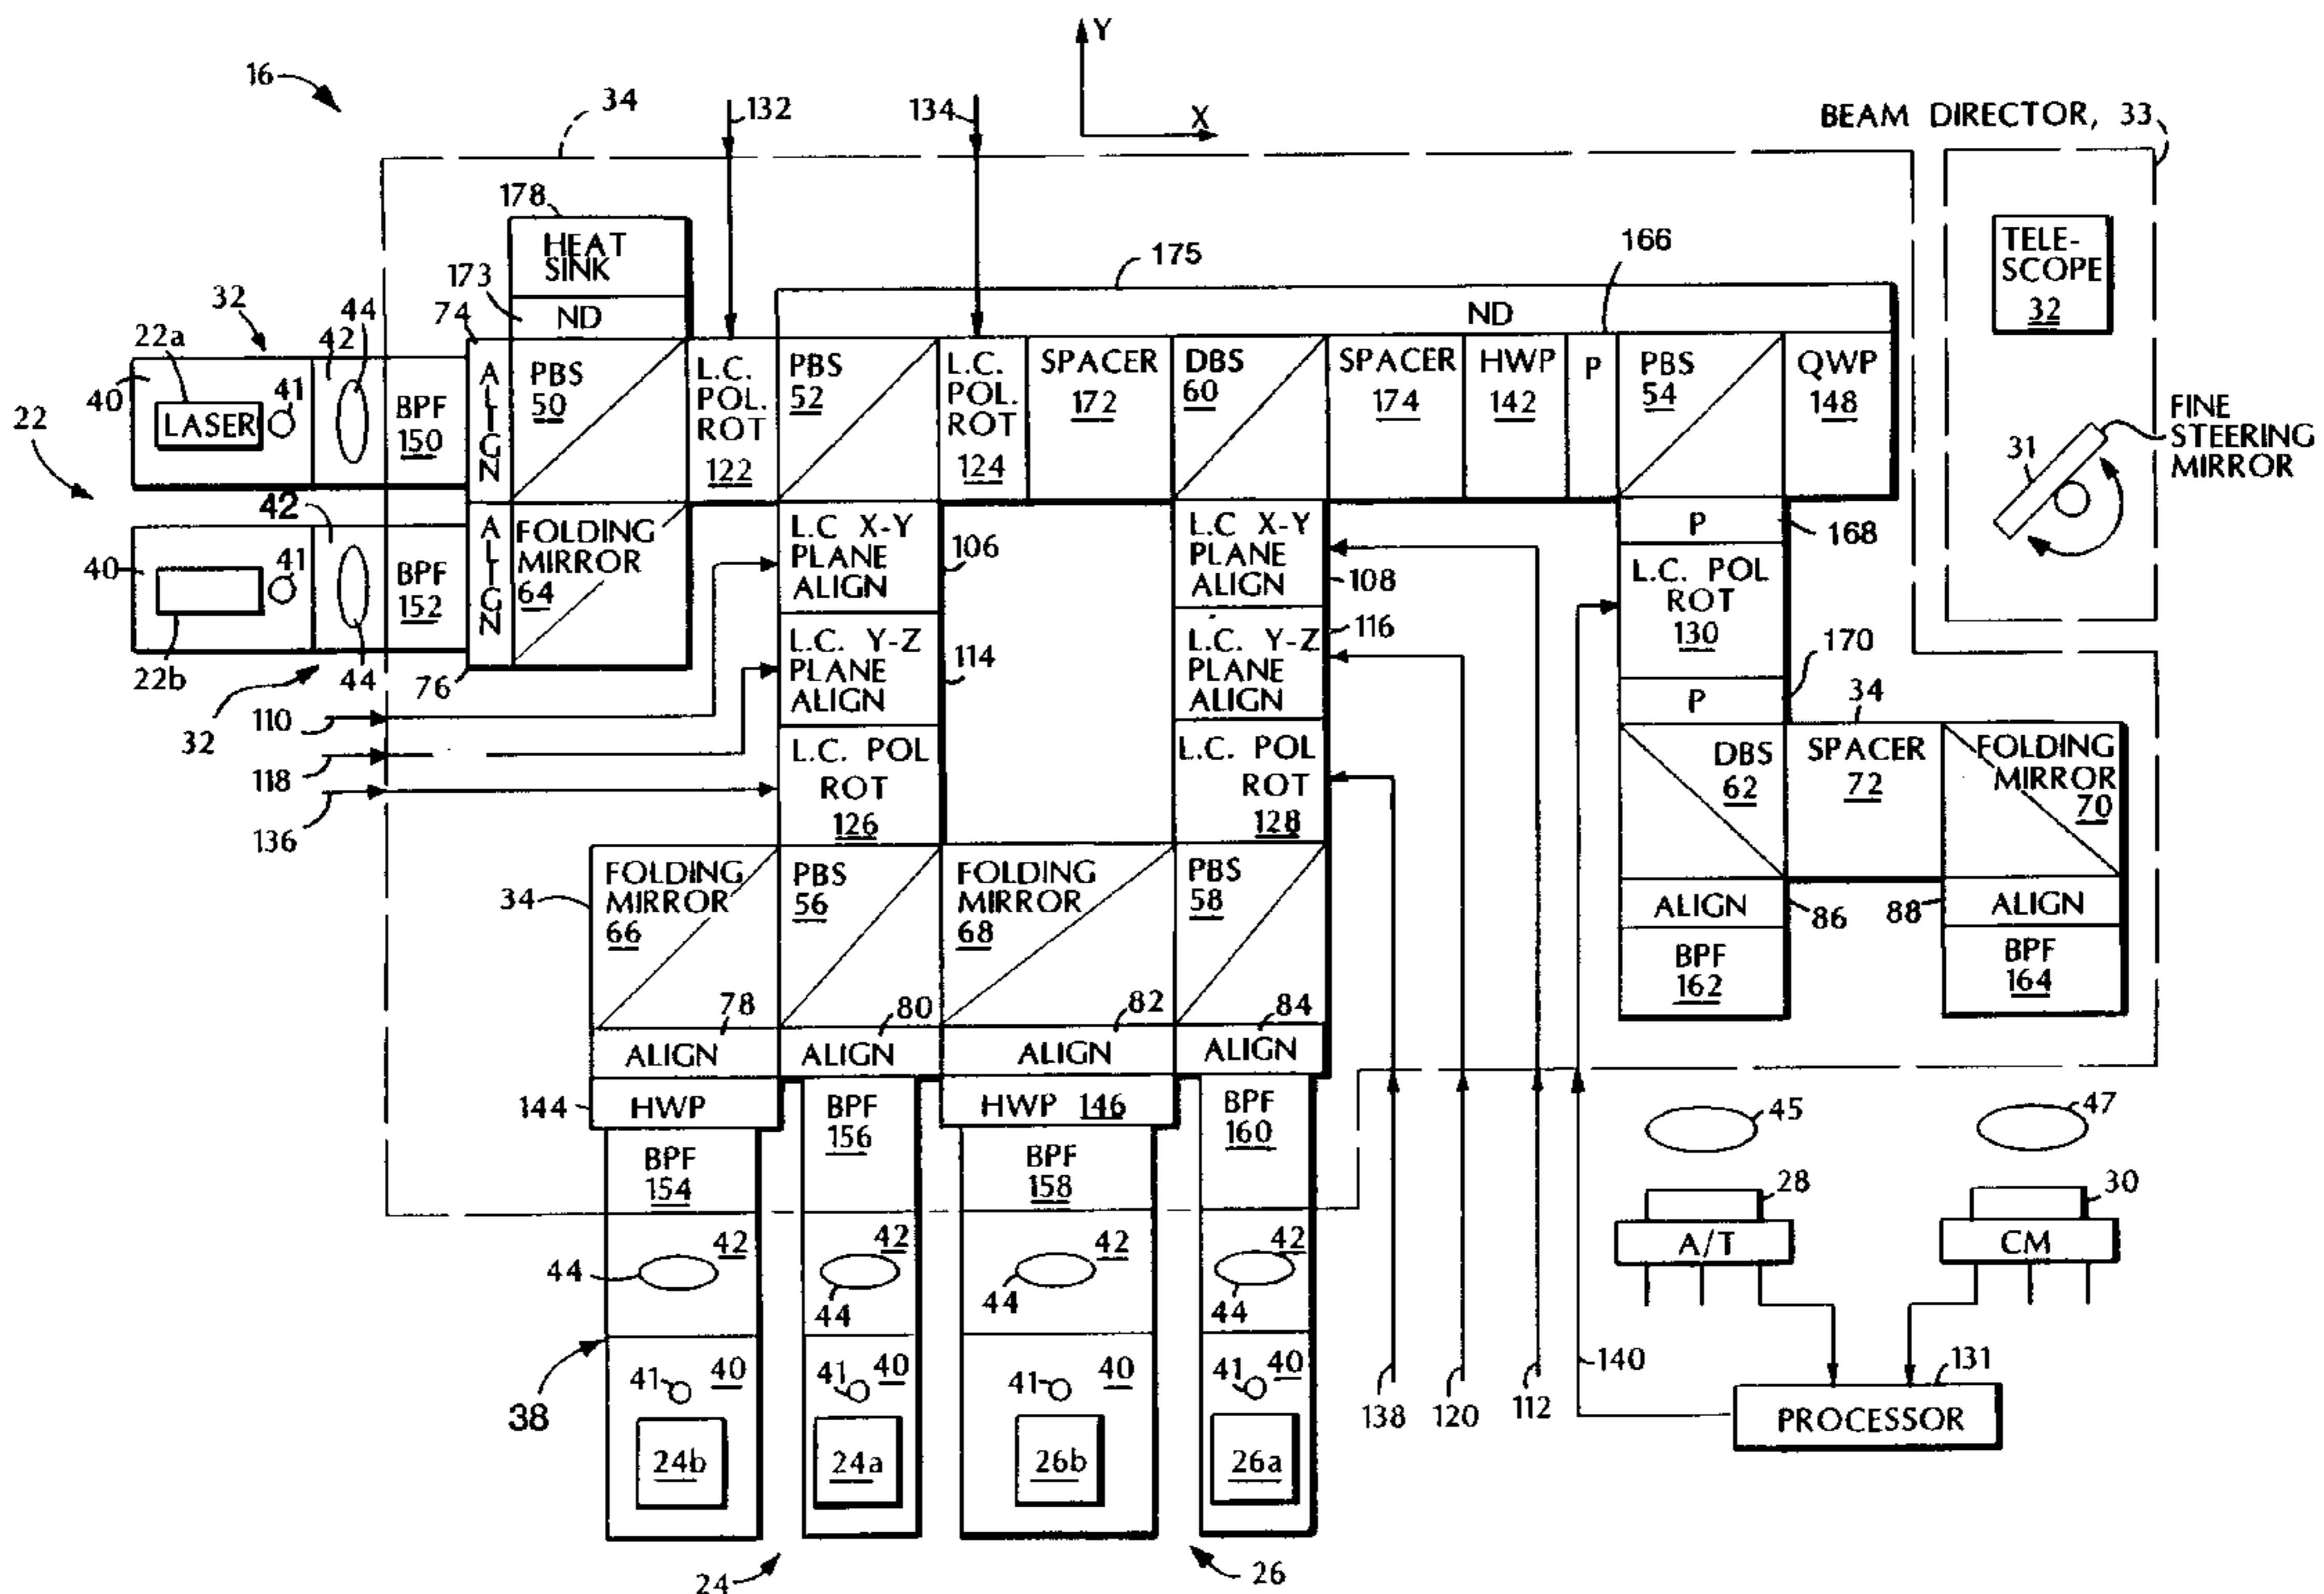 Y
X
16
34
132
134
BEAM DIRECTOR, 33
TELE-
SCOPE
32
178
HEAT
SINK
173
ND
175
166
ND
32
44
42
74
22a
40
LASER
41
BPF
150
ALIGN
PBS
50
L.C.
POL.
ROT
122
PBS
52
L.C.
POL.
ROT
124
SPACER
172
DBS
60
SPACER
174
HWP
142
P
PBS
54
QWP
148
FINE
STEERING
MIRROR
31
22
42
40
41
BPF
152
ALIGN
FOLDING
MIRROR
64
22b
44
76
32
L.C X-Y
PLANE
ALIGN
106
L.C X-Y
PLANE
ALIGN
108
P
168
L.C. POL
ROT
130
L.C. Y-Z
PLANE
ALIGN
114
L.C. Y-Z
PLANE
ALIGN
116
170
P
34
110
118
136
L.C. POL
ROT
126
L.C. POL
ROT
128
DBS
62
SPACER
72
FOLDING
MIRROR
70
34
FOLDING
MIRROR
66
PBS
56
FOLDING
MIRROR
68
PBS
58
ALIGN
86
88
ALIGN
BPF
162
BPF
164
78
80
82
84
ALIGN
ALIGN
ALIGN
ALIGN
144
HWP
BPF
156
HWP 146
BPF
160
BPF
154
BPF
158
45
47
28
30
A/T
CM
42
42
42
42
44
44
44
44
38
41
40
41
40
41
40
41
40
24b
24a
26b
26a
138
120
112
140
131
PROCESSOR
24
26